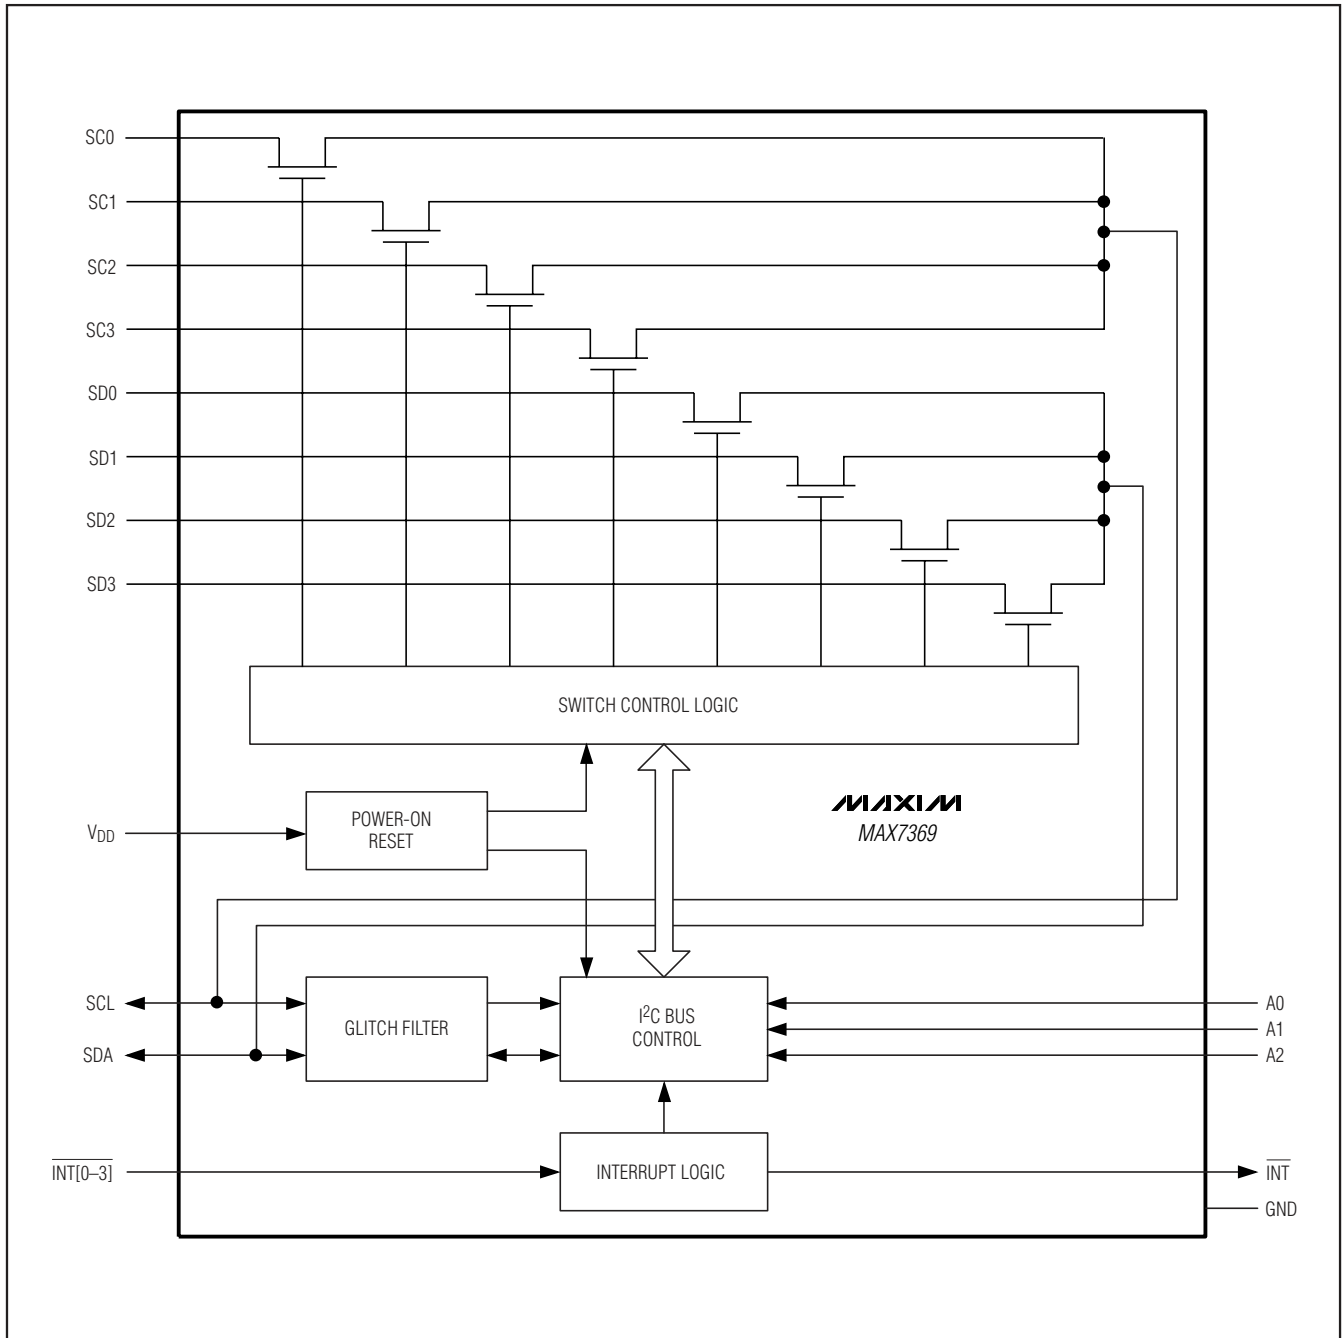 SC0
SC1
SC2
SC3
SD0
SD1
SD2
SD3
SWITCH CONTROL LOGIC
POWER-ON
RESET
VDD
MAXIM
MAX7369
SCL
SDA
GLITCH FILTER
I2C BUS
CONTROL
A0
A1
A2
INT[0–3]
INTERRUPT LOGIC
INT
GND